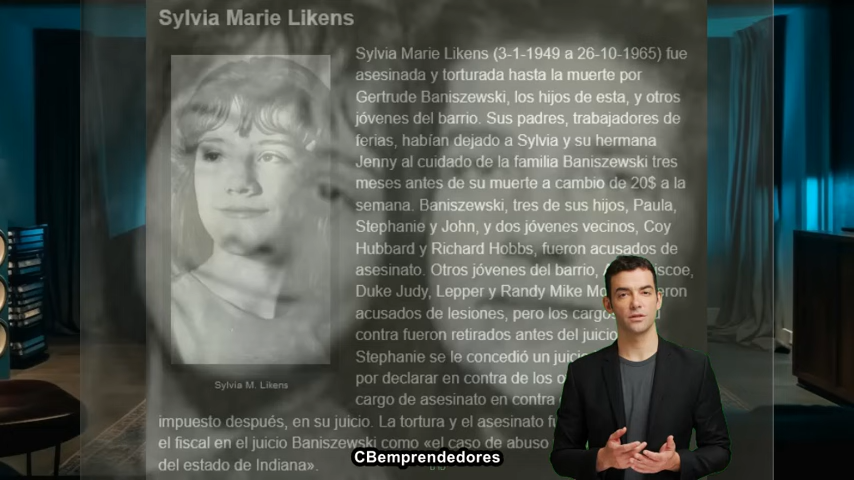 Sylvia Marie Likens
Sylvia Marie Likens (3-1-1949 a 26-10-1965) fue
asesinada y torturada hasta la muerte por
Gertrude Baniszewski, los hijos de esta, y otros
jóvenes del barrio. Sus padres, trabajadores de
ferias, habían dejado a Sylvia y su hermana
Jenny al cuidado de la familia Baniszewski tres
meses antes de su muerte a cambio de 20$ a la
semana. Baniszewski, tres de sus hijos, Paula,
Stephanie y John, y dos jóvenes vecinos, Coy
Hubbard y Richard Hobbs, fueron acusados de
asesinato. Otros jóvenes del barrio,
Duke Judy, Lepper y Randy Mike
acusados de lesiones, pero los cargos
contra fueron retirados antes del juicio
Stephanie se le concedió un juicio
por declarar en contra de los
cargo de asesinato en contra
Sylvia M. Likens
impuesto después, en su juicio. La tortura y el asesinato
el fiscal en el juicio Baniszewski como «el caso de abuso
del estado de Indiana».
CBemprendedores